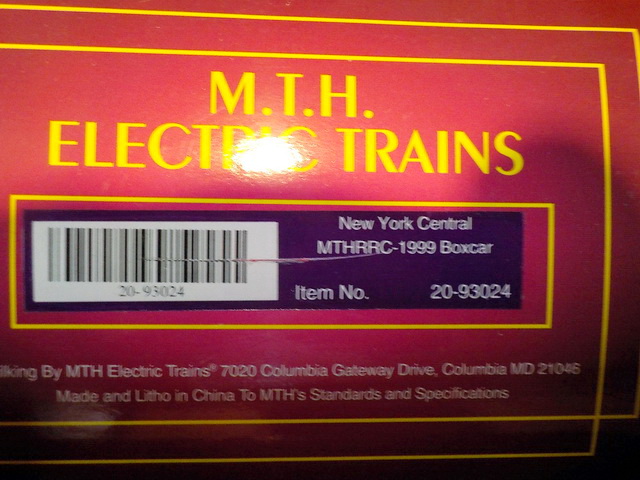 M.T.H.
ELECTRIC TRAINS
New York Central
MTHRRC-1999 Boxcar
20-93024
Item No. 20-93024
By MTH Electric Trains® 7020 Columbia Gateway Drive, Columbia MD 21046
Made and Litho in China To MTH's Standards and Specifications